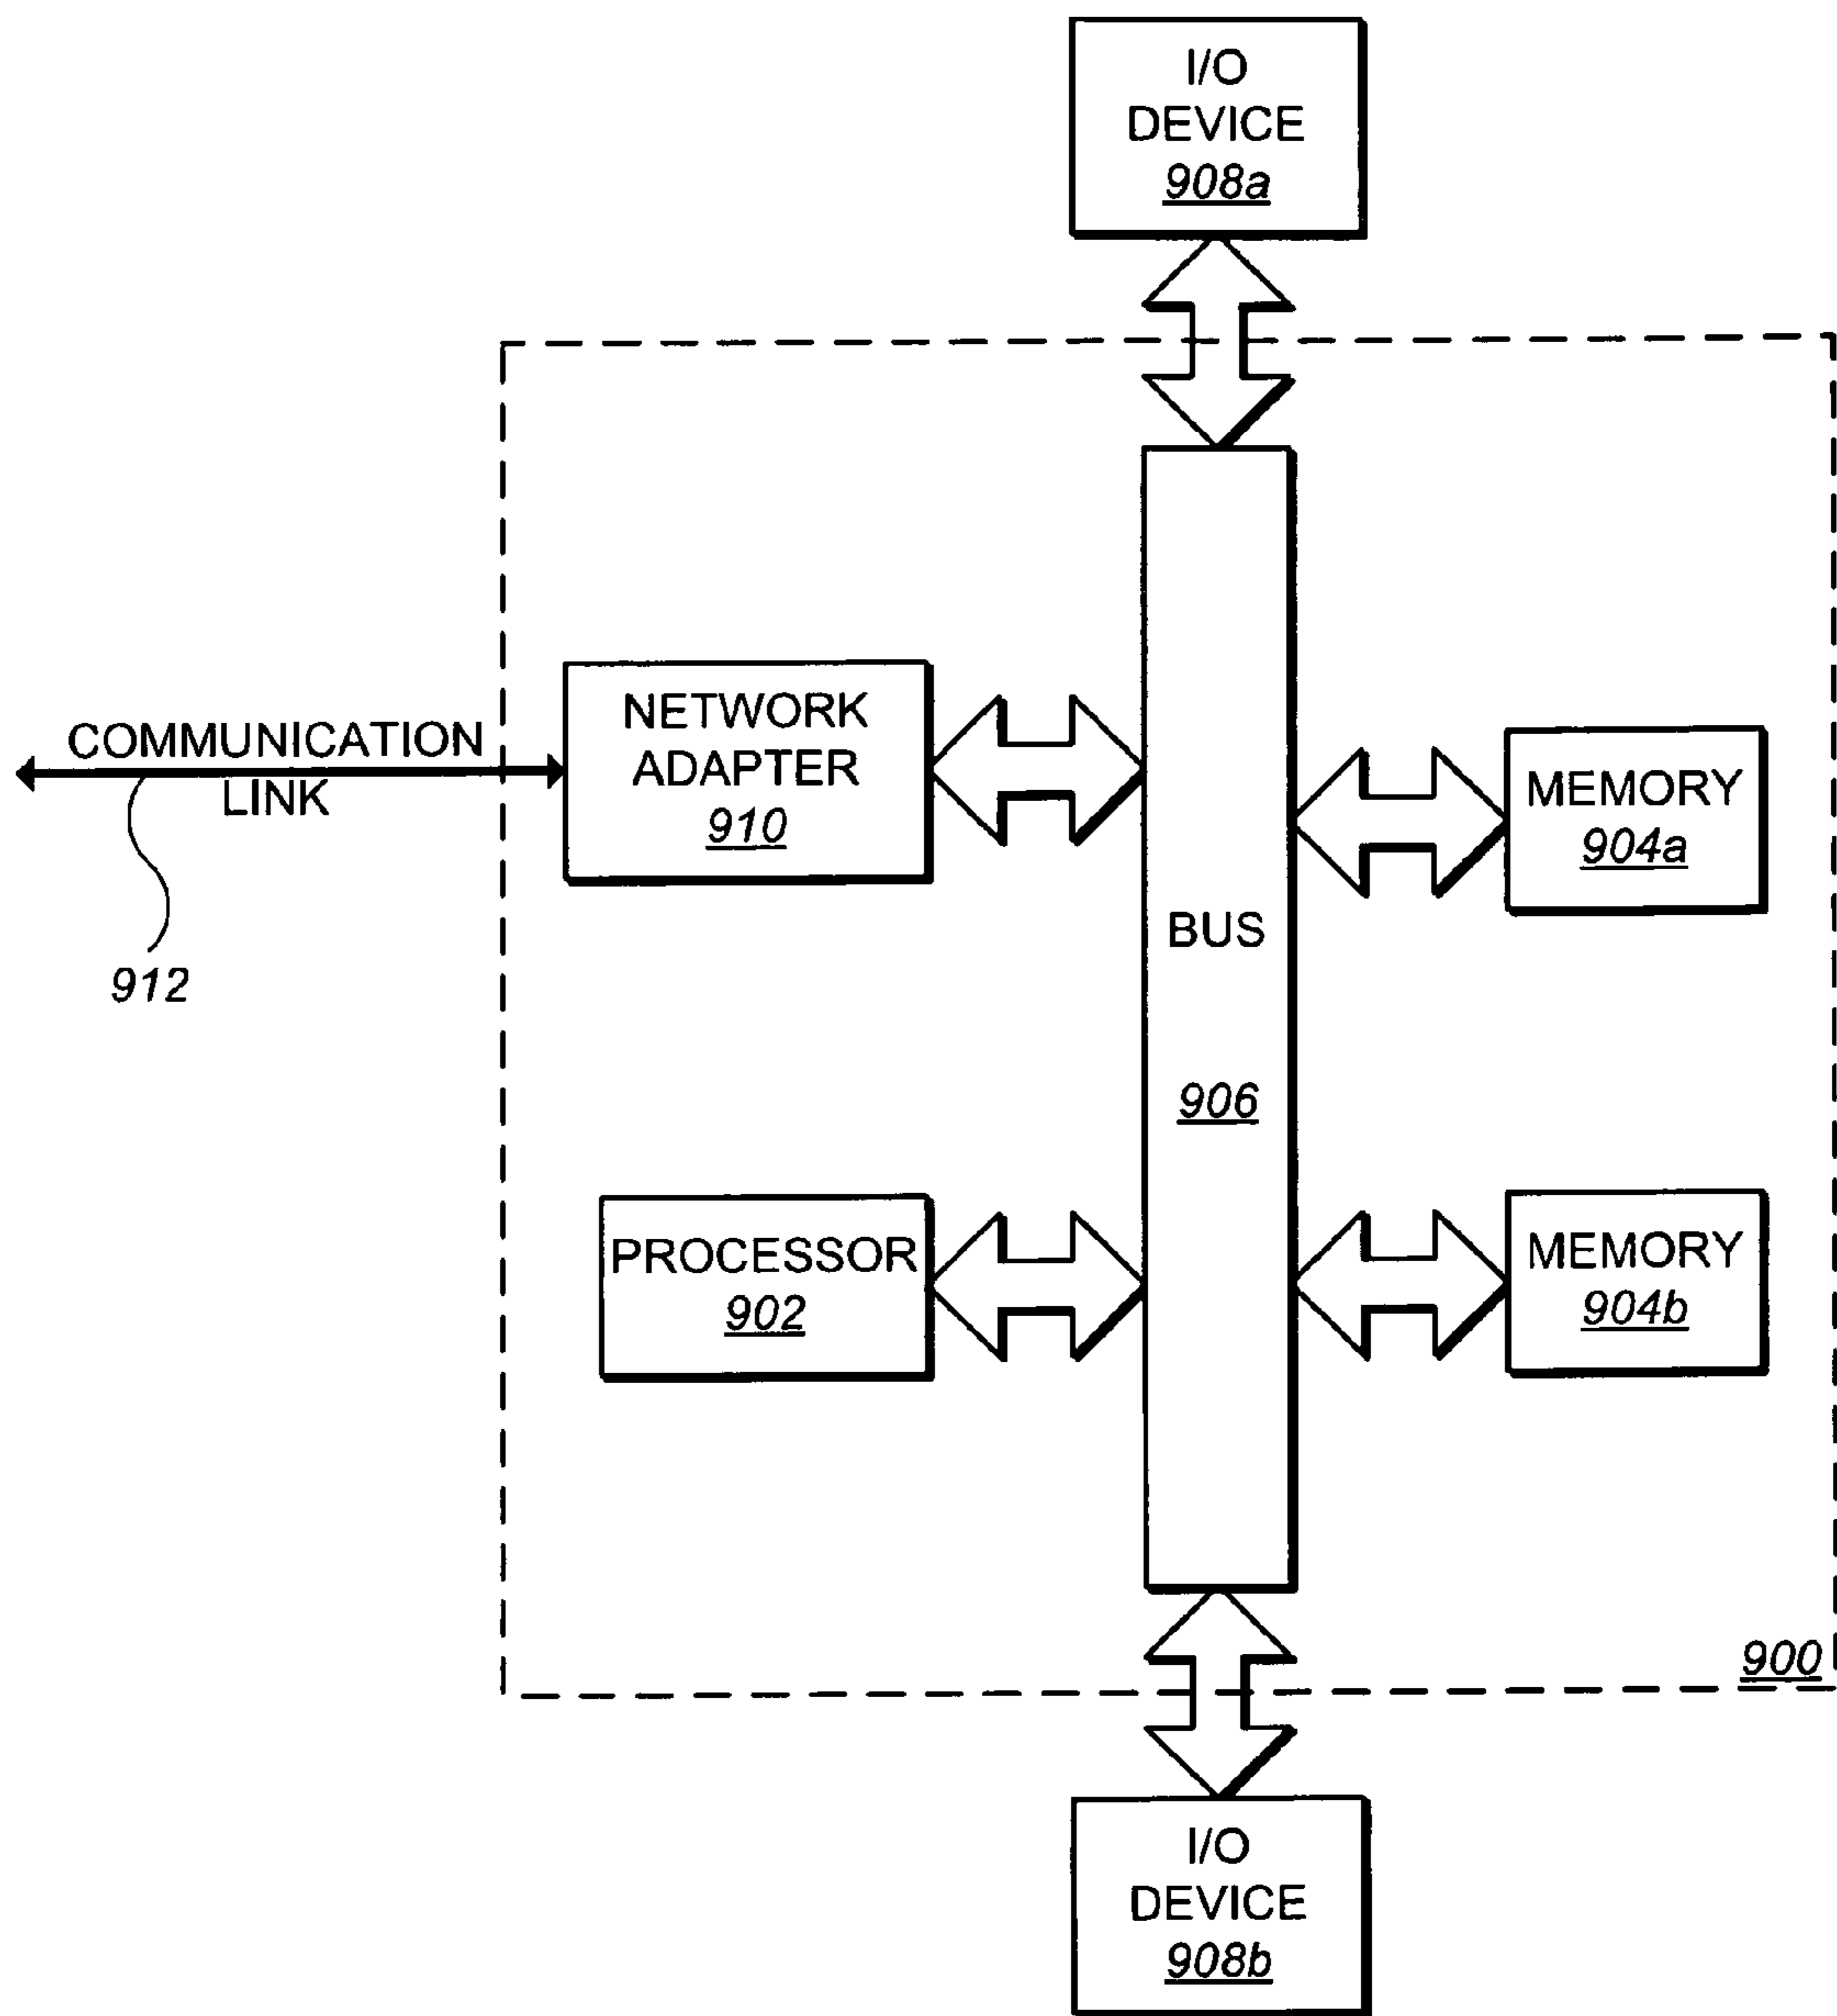 I/O
DEVICE
908a
NETWORK
ADAPTER
910
COMMUNICATION
LINK
912
MEMORY
904a
BUS
906
PROCESSOR
902
MEMORY
904b
900
I/O
DEVICE
908b